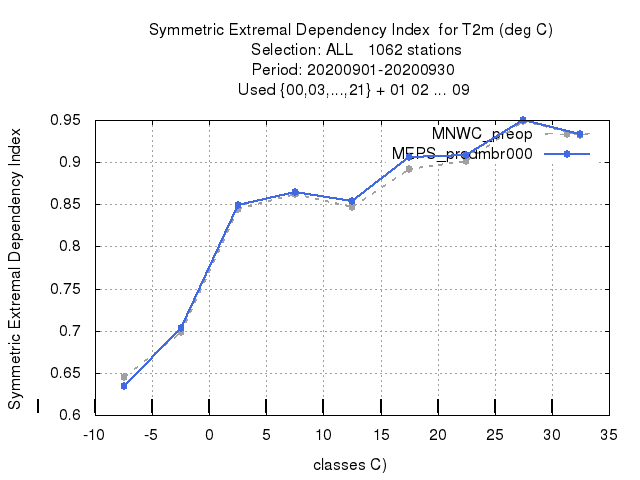 Symmetric Extremal Dependency Index for T2m (deg C)
Selection: ALL 1062 stations
Period: 20200901-20200930
Used {00,03,...,21} + 01 02 ... 09
Symmetric Extremal Dependency Index
0.95
0.9
0.85
0.8
0.75
0.7
0.65
0.6
MNWC_preop
MEPS_prodmbr000
-10 -5 0 5 10 15 20 25 30 35
classes C)